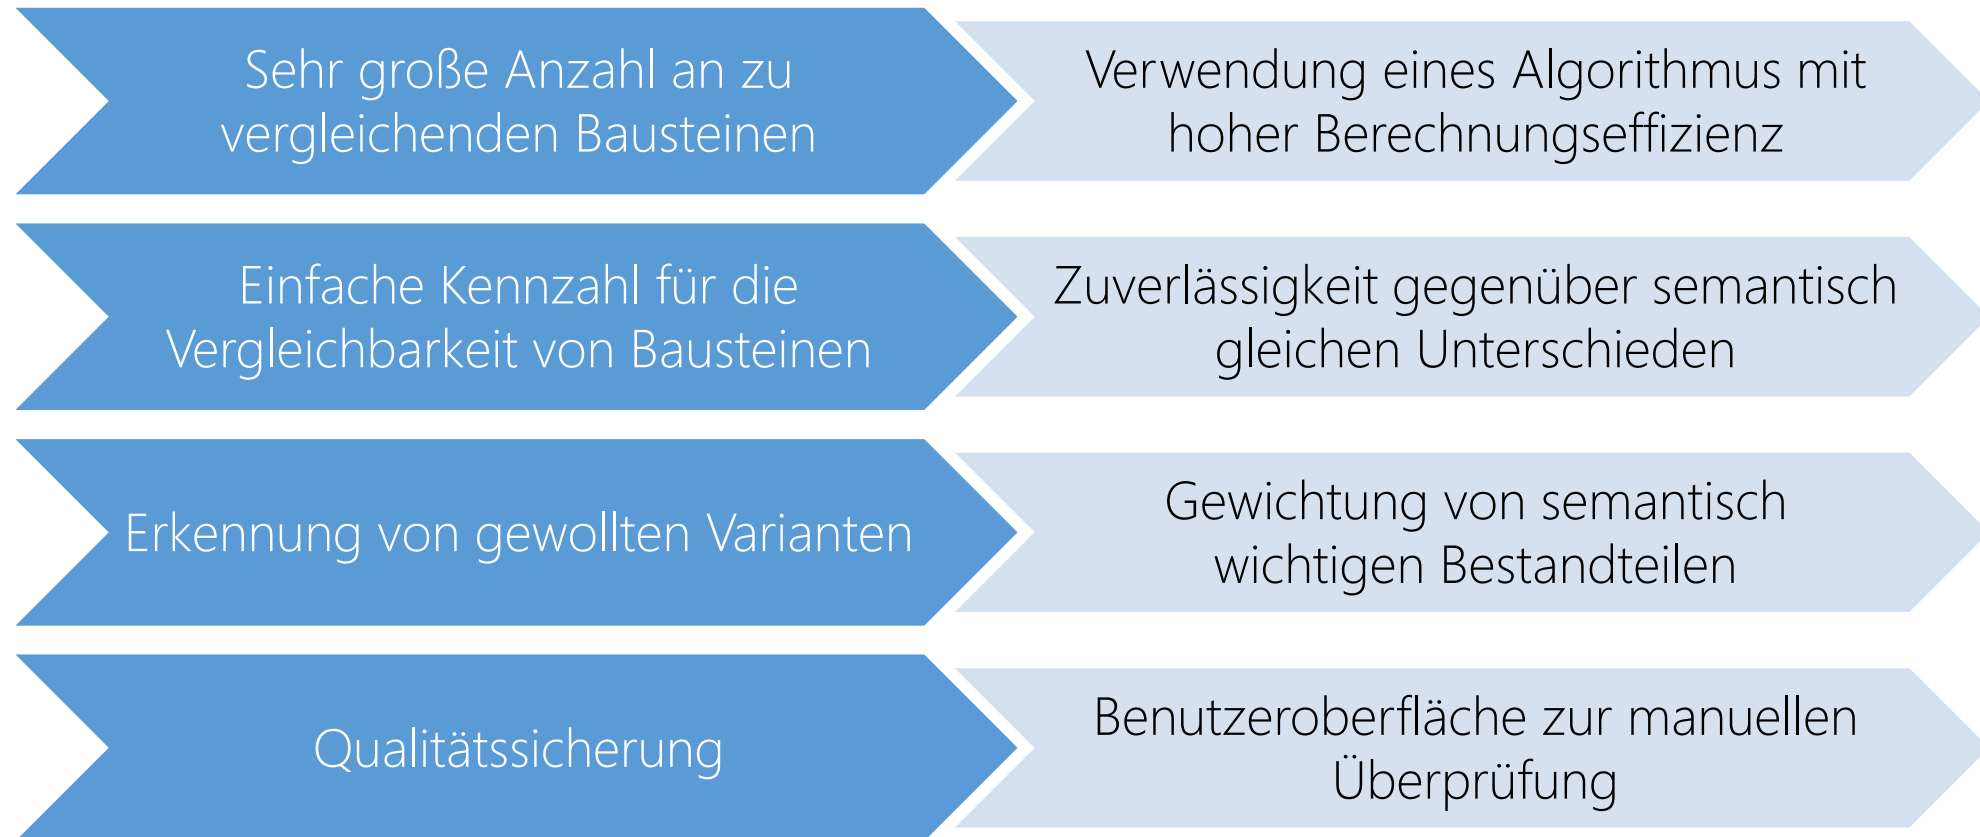 Sehr große Anzahl an zu
vergleichenden Bausteinen
Verwendung eines Algorithmus mit
hoher Berechnungseffizienz
Einfache Kennzahl für die
Vergleichbarkeit von Bausteinen
Zuverlässigkeit gegenüber semantisch
gleichen Unterschieden
Erkennung von gewollten Varianten
Gewichtung von semantisch
wichtigen Bestandteilen
Qualitätssicherung
Benutzeroberfläche zur manuellen
Überprüfung